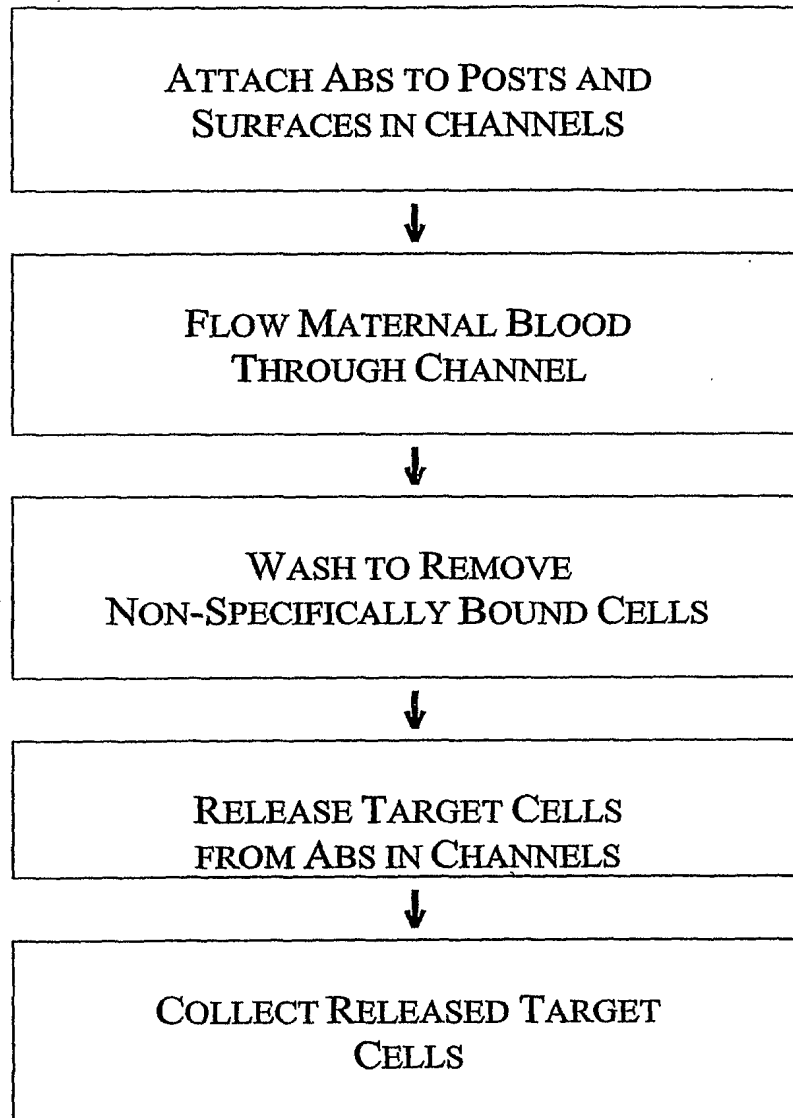 ATTACH ABS TO POSTS AND
SURFACES IN CHANNELS
FLOW MATERNAL BLOOD
THROUGH CHANNEL
WASH TO REMOVE
NON-SPECIFICALLY BOUND CELLS
RELEASE TARGET CELLS
FROM ABS IN CHANNELS
COLLECT RELEASED TARGET
CELLS